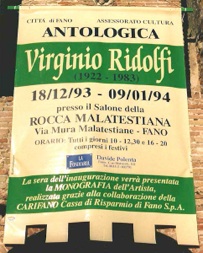 CITTÀ di FANO ASSESSORATO CULTURA
ANTOLOGICA
Virginio Ridolfi
(1922 - 1983)
18/12/93 - 09/01/94
presso il Salone della
ROCCA MALATESTIANA
Via Mura Malatestiane - FANO
ORARIO: Tutti i giorni 10 - 12,30 e 16 - 20
compresi i festivi
Davide Polenta
La sera dell'inaugurazione verrà presentata
la MONOGRAFIA dell'Artista,
realizzata grazie alla collaborazione della
CARIFANO Cassa di Risparmio di Fano S.p.A.